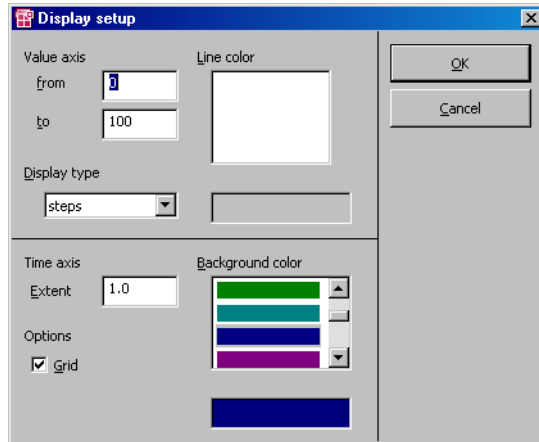 Display setup
Value axis
from 0
to 100
Line color
Display type
steps
Time axis
Extent 1.0
Background color
Options
Grid
OK
Cancel